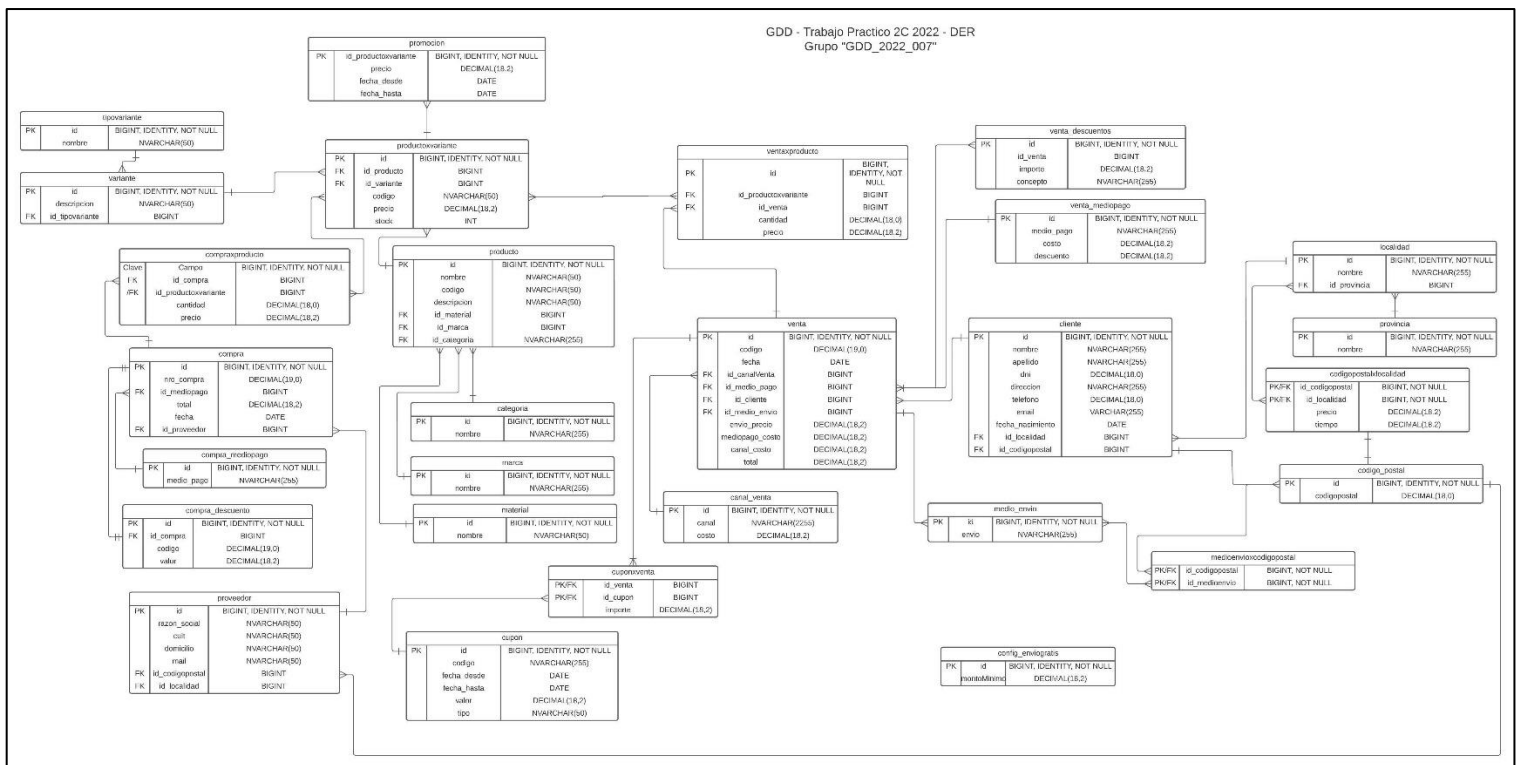 GDD - Trabajo Practico 2C 2022 - DER
Grupo "GDD_2022_007"
promocion
PK id_productoxvariante BIGINT, IDENTITY, NOT NULL
precio DECIMAL(18.2)
fecha_desde DATE
fecha_hasta DATE
tipovariante
PK id BIGINT, IDENTITY, NOT NULL
nombre NVARCHAR(50)
variante
PK id BIGINT, IDENTITY, NOT NULL
descripcion NVARCHAR(50)
FK id_tipovariante BIGINT
productoxvariante
PK id BIGINT, IDENTITY, NOT NULL
FK id_producto BIGINT
FK id_variante BIGINT
codigo NVARCHAR(50)
precio DECIMAL(18,2)
stock INT
ventaxproducto
PK id BIGINT, IDENTITY, NOT NULL
FK id_productoxvariante BIGINT
FK id_venta BIGINT
cantidad DECIMAL(18,0)
precio DECIMAL(18.2)
venta_descuentos
PK id BIGINT, IDENTITY, NOT NULL
id_venta BIGINT
importe DECIMAL(18.2)
concepto NVARCHAR(255)
venta_mediopago
PK id BIGINT, IDENTITY, NOT NULL
medio_pago NVARCHAR(255)
costo DECIMAL(18.2)
descuento DECIMAL(18.2)
compraxproducto
Clave Campo BIGINT, IDENTITY, NOT NULL
FK id_compra BIGINT
/FK id_productoxvariante BIGINT
cantidad DECIMAL(18,0)
precio DECIMAL(18,2)
producto
PK id BIGINT, IDENTITY, NOT NULL
nombre NVARCHAR(50)
codigo NVARCHAR(50)
descripcion NVARCHAR(50)
FK id_material BIGINT
FK id_marca BIGINT
FK id_categoria NVARCHAR(255)
localidad
PK id BIGINT, IDENTITY, NOT NULL
nombre NVARCHAR(255)
FK id_provincia BIGINT
provincia
PK id BIGINT, IDENTITY, NOT NULL
nombre NVARCHAR(255)
compra
PK id BIGINT, IDENTITY, NOT NULL
nro_compra DECIMAL(19,0)
FK id_mediopago BIGINT
total DECIMAL(18,2)
fecha DATE
FK id_proveedor BIGINT
venta
PK id BIGINT, IDENTITY, NOT NULL
codigo DECIMAL (19,0)
fecha DATE
FK id_canalVenta BIGINT
FK id_medio_pago BIGINT
FK id_cliente BIGINT
FK id_medio_envio BIGINT
envio_precio DECIMAL(18,2)
mediopago_costo DECIMAL(18,2)
canal_costo DECIMAL(18,2)
total DECIMAL(18,2)
cliente
PK id BIGINT, IDENTITY, NOT NULL
nombre NVARCHAR(255)
apellido NVARCHAR(255)
dni DECIMAL(18,0)
direccion NVARCHAR(255)
telefono DECIMAL(18,0)
email VARCHAR(255)
fecha_nacimiento DATE
FK id_localidad BIGINT
FK id_codigopostal BIGINT
codigopostalxlocalidad
PK/FK id_codigopostal BIGINT, NOT NULL
PK/FK id_localidad BIGINT, NOT NULL
precio DECIMAL(18.2)
tiempo DECIMAL(18.2)
codigo_postal
PK id BIGINT, IDENTITY, NOT NULL
codigopostal DECIMAL(18,0)
categoria
PK id BIGINT, IDENTITY, NOT NULL
nombre NVARCHAR(255)
compra_mediopago
PK id BIGINT, IDENTITY, NOT NULL
medio_pago NVARCHAR(255)
marca
PK id BIGINT, IDENTITY, NOT NULL
nombre NVARCHAR(255)
compra_descuento
PK id BIGINT, IDENTITY, NOT NULL
FK id_compra BIGINT
codigo DECIMAL(19,0)
valur DECIMAL(18.2)
material
PK id BIGINT, IDENTITY, NOT NULL
nombre NVARCHAR(50)
canal_venta
PK id BIGINT, IDENTITY, NOT NULL
canal NVARCHAR(2255)
costo DECIMAL(18.2)
medio_envio
PK id BIGINT, IDENTITY, NOT NULL
envio NVARCHAR(255)
medioenvioxcodigopostal
PK/FK id_codigopostal BIGINT, NOT NULL
PK/FK id_medioenvio BIGINT, NOT NULL
cuponxventa
PK/FK id_venta BIGINT
PK/FK id_cupon BIGINT
importe DECIMAL(18,2)
proveedor
PK id BIGINT, IDENTITY, NOT NULL
razon_social NVARCHAR(50)
cuit NVARCHAR(50)
domicilio NVARCHAR(50)
mail NVARCHAR(50)
FK id_codigopostal BIGINT
FK id_localidad BIGINT
cupon
PK id BIGINT, IDENTITY, NOT NULL
codigo NVARCHAR(255)
fecha_desde DATE
fecha_hasta DATE
valor DECIMAL(18,2)
tipo NVARCHAR(50)
config_enviogratis
PK id BIGINT, IDENTITY, NOT NULL
montoMinimo DECIMAL(18,2)